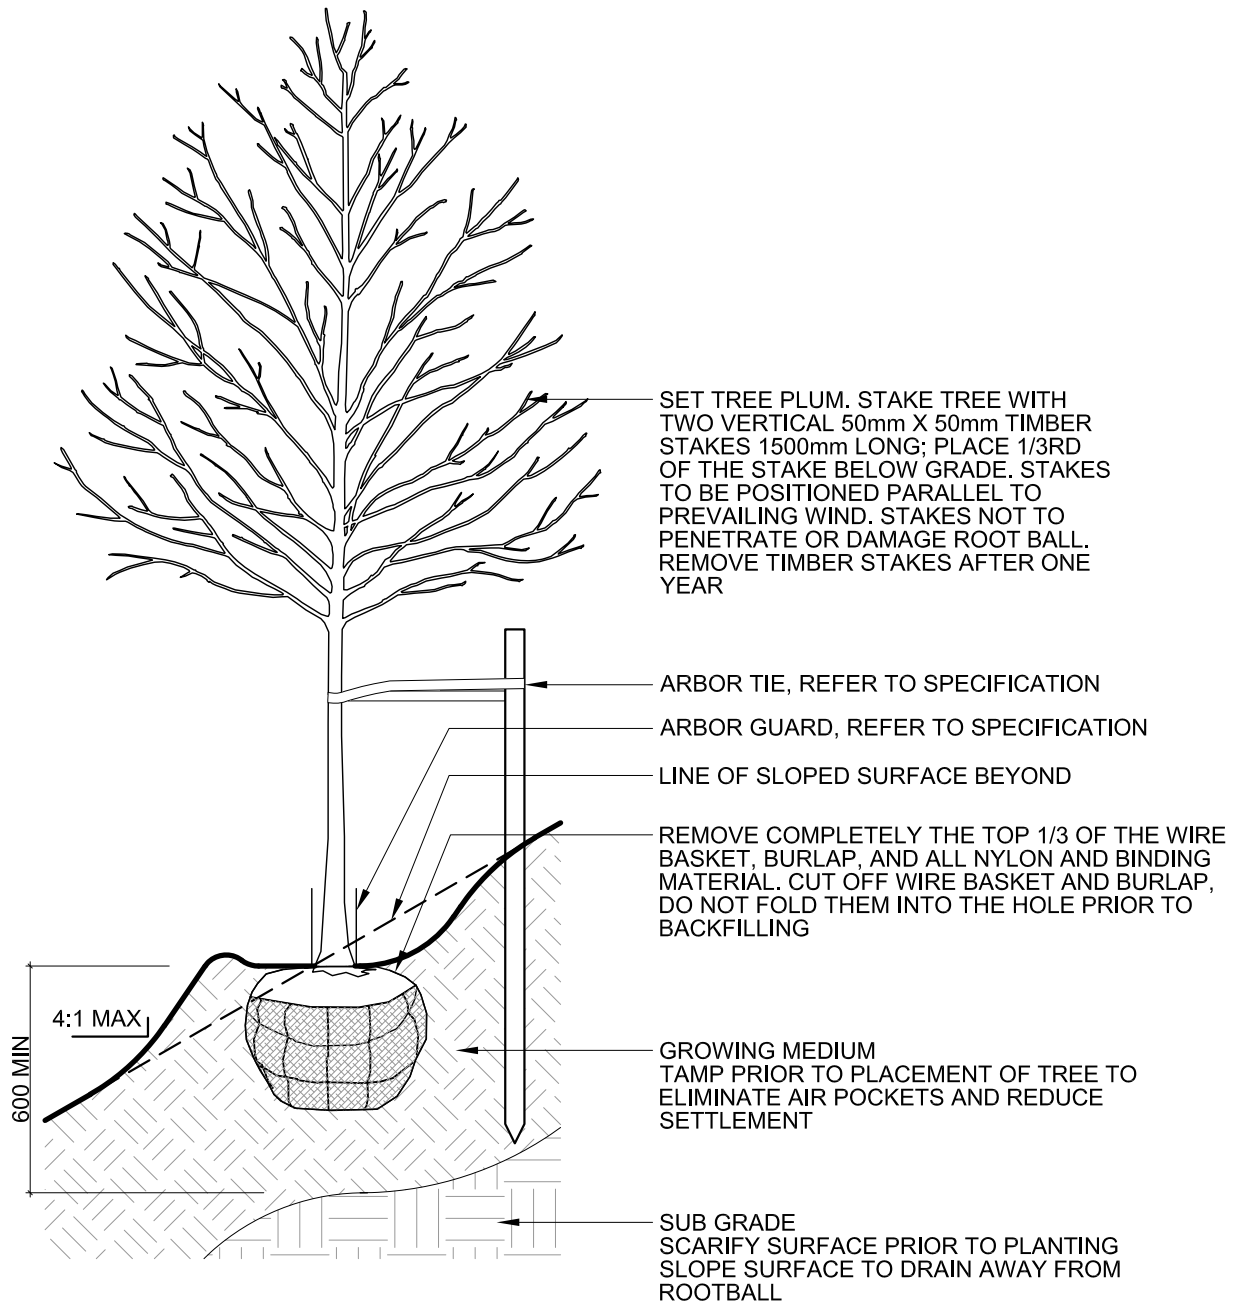 SET TREE PLUM. STAKE TREE WITH
TWO VERTICAL 50mm X 50mm TIMBER
STAKES 1500mm LONG; PLACE 1/3RD
OF THE STAKE BELOW GRADE. STAKES
TO BE POSITIONED PARALLEL TO
PREVAILING WIND. STAKES NOT TO
PENETRATE OR DAMAGE ROOT BALL.
REMOVE TIMBER STAKES AFTER ONE
YEAR
ARBOR TIE, REFER TO SPECIFICATION
ARBOR GUARD, REFER TO SPECIFICATION
LINE OF SLOPED SURFACE BEYOND
REMOVE COMPLETELY THE TOP 1/3 OF THE WIRE
BASKET, BURLAP, AND ALL NYLON AND BINDING
MATERIAL. CUT OFF WIRE BASKET AND BURLAP,
DO NOT FOLD THEM INTO THE HOLE PRIOR TO
BACKFILLING
4:1 MAX
600 MIN
GROWING MEDIUM
TAMP PRIOR TO PLACEMENT OF TREE TO
ELIMINATE AIR POCKETS AND REDUCE
SETTLEMENT
SUB GRADE
SCARIFY SURFACE PRIOR TO PLANTING
SLOPE SURFACE TO DRAIN AWAY FROM
ROOTBALL